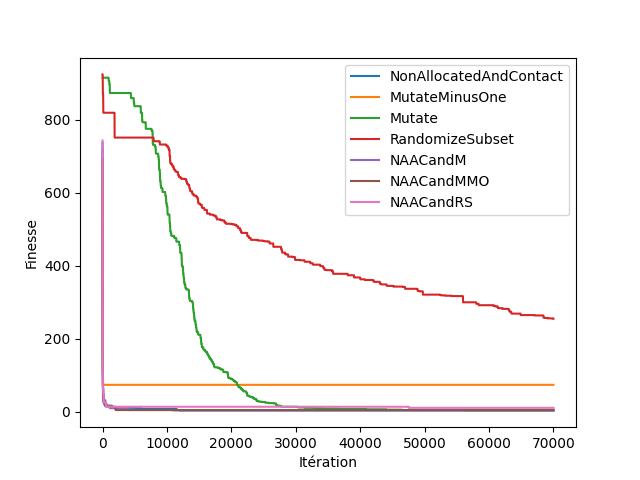 NonAllocatedAndContact
MutateMinusOne
Mutate
RandomizeSubset
NAACandM
NAACandMMO
NAACandRS
Finesse
800
600
400
200
0
0 10000 20000 30000 40000 50000 60000 70000
Itération